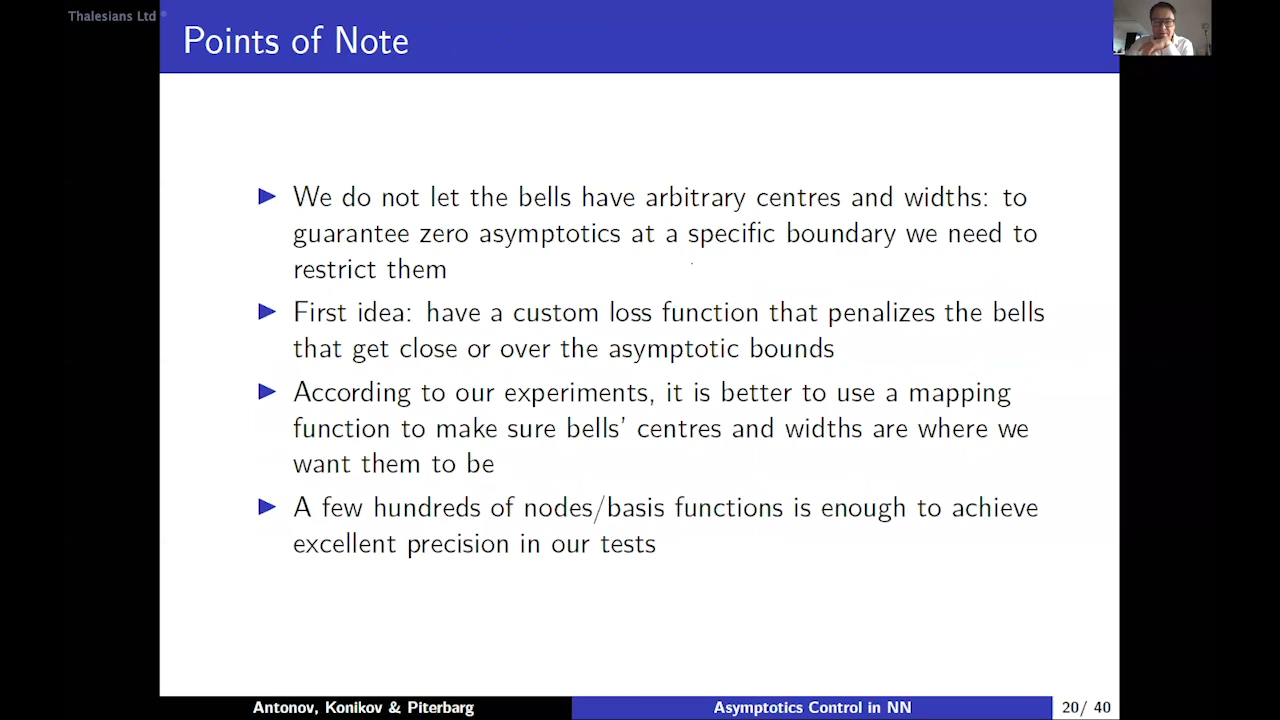 Thalesians Ltd
Points of Note
We do not let the bells have arbitrary centres and widths: to
guarantee zero asymptotics at a specific boundary we need to
restrict them
First idea: have a custom loss function that penalizes the bells
that get close or over the asymptotic bounds
According to our experiments, it is better to use a mapping
function to make sure bells' centres and widths are where we
want them to be
A few hundreds of nodes/basis functions is enough to achieve
excellent precision in our tests
Antonov, Konikov & Piterbarg
Asymptotics Control in NN
20/ 40